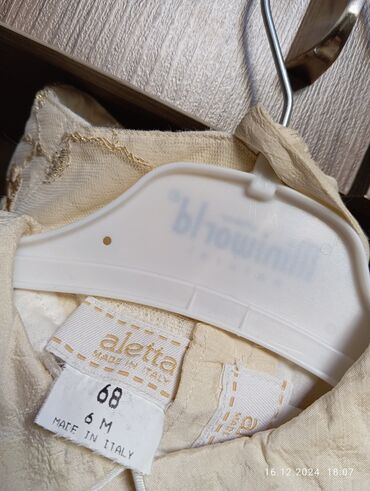 Miniworld
aletta
MADE IN ITALY
68
6 M
MADE IN ITALY
16.12.2024 18:07